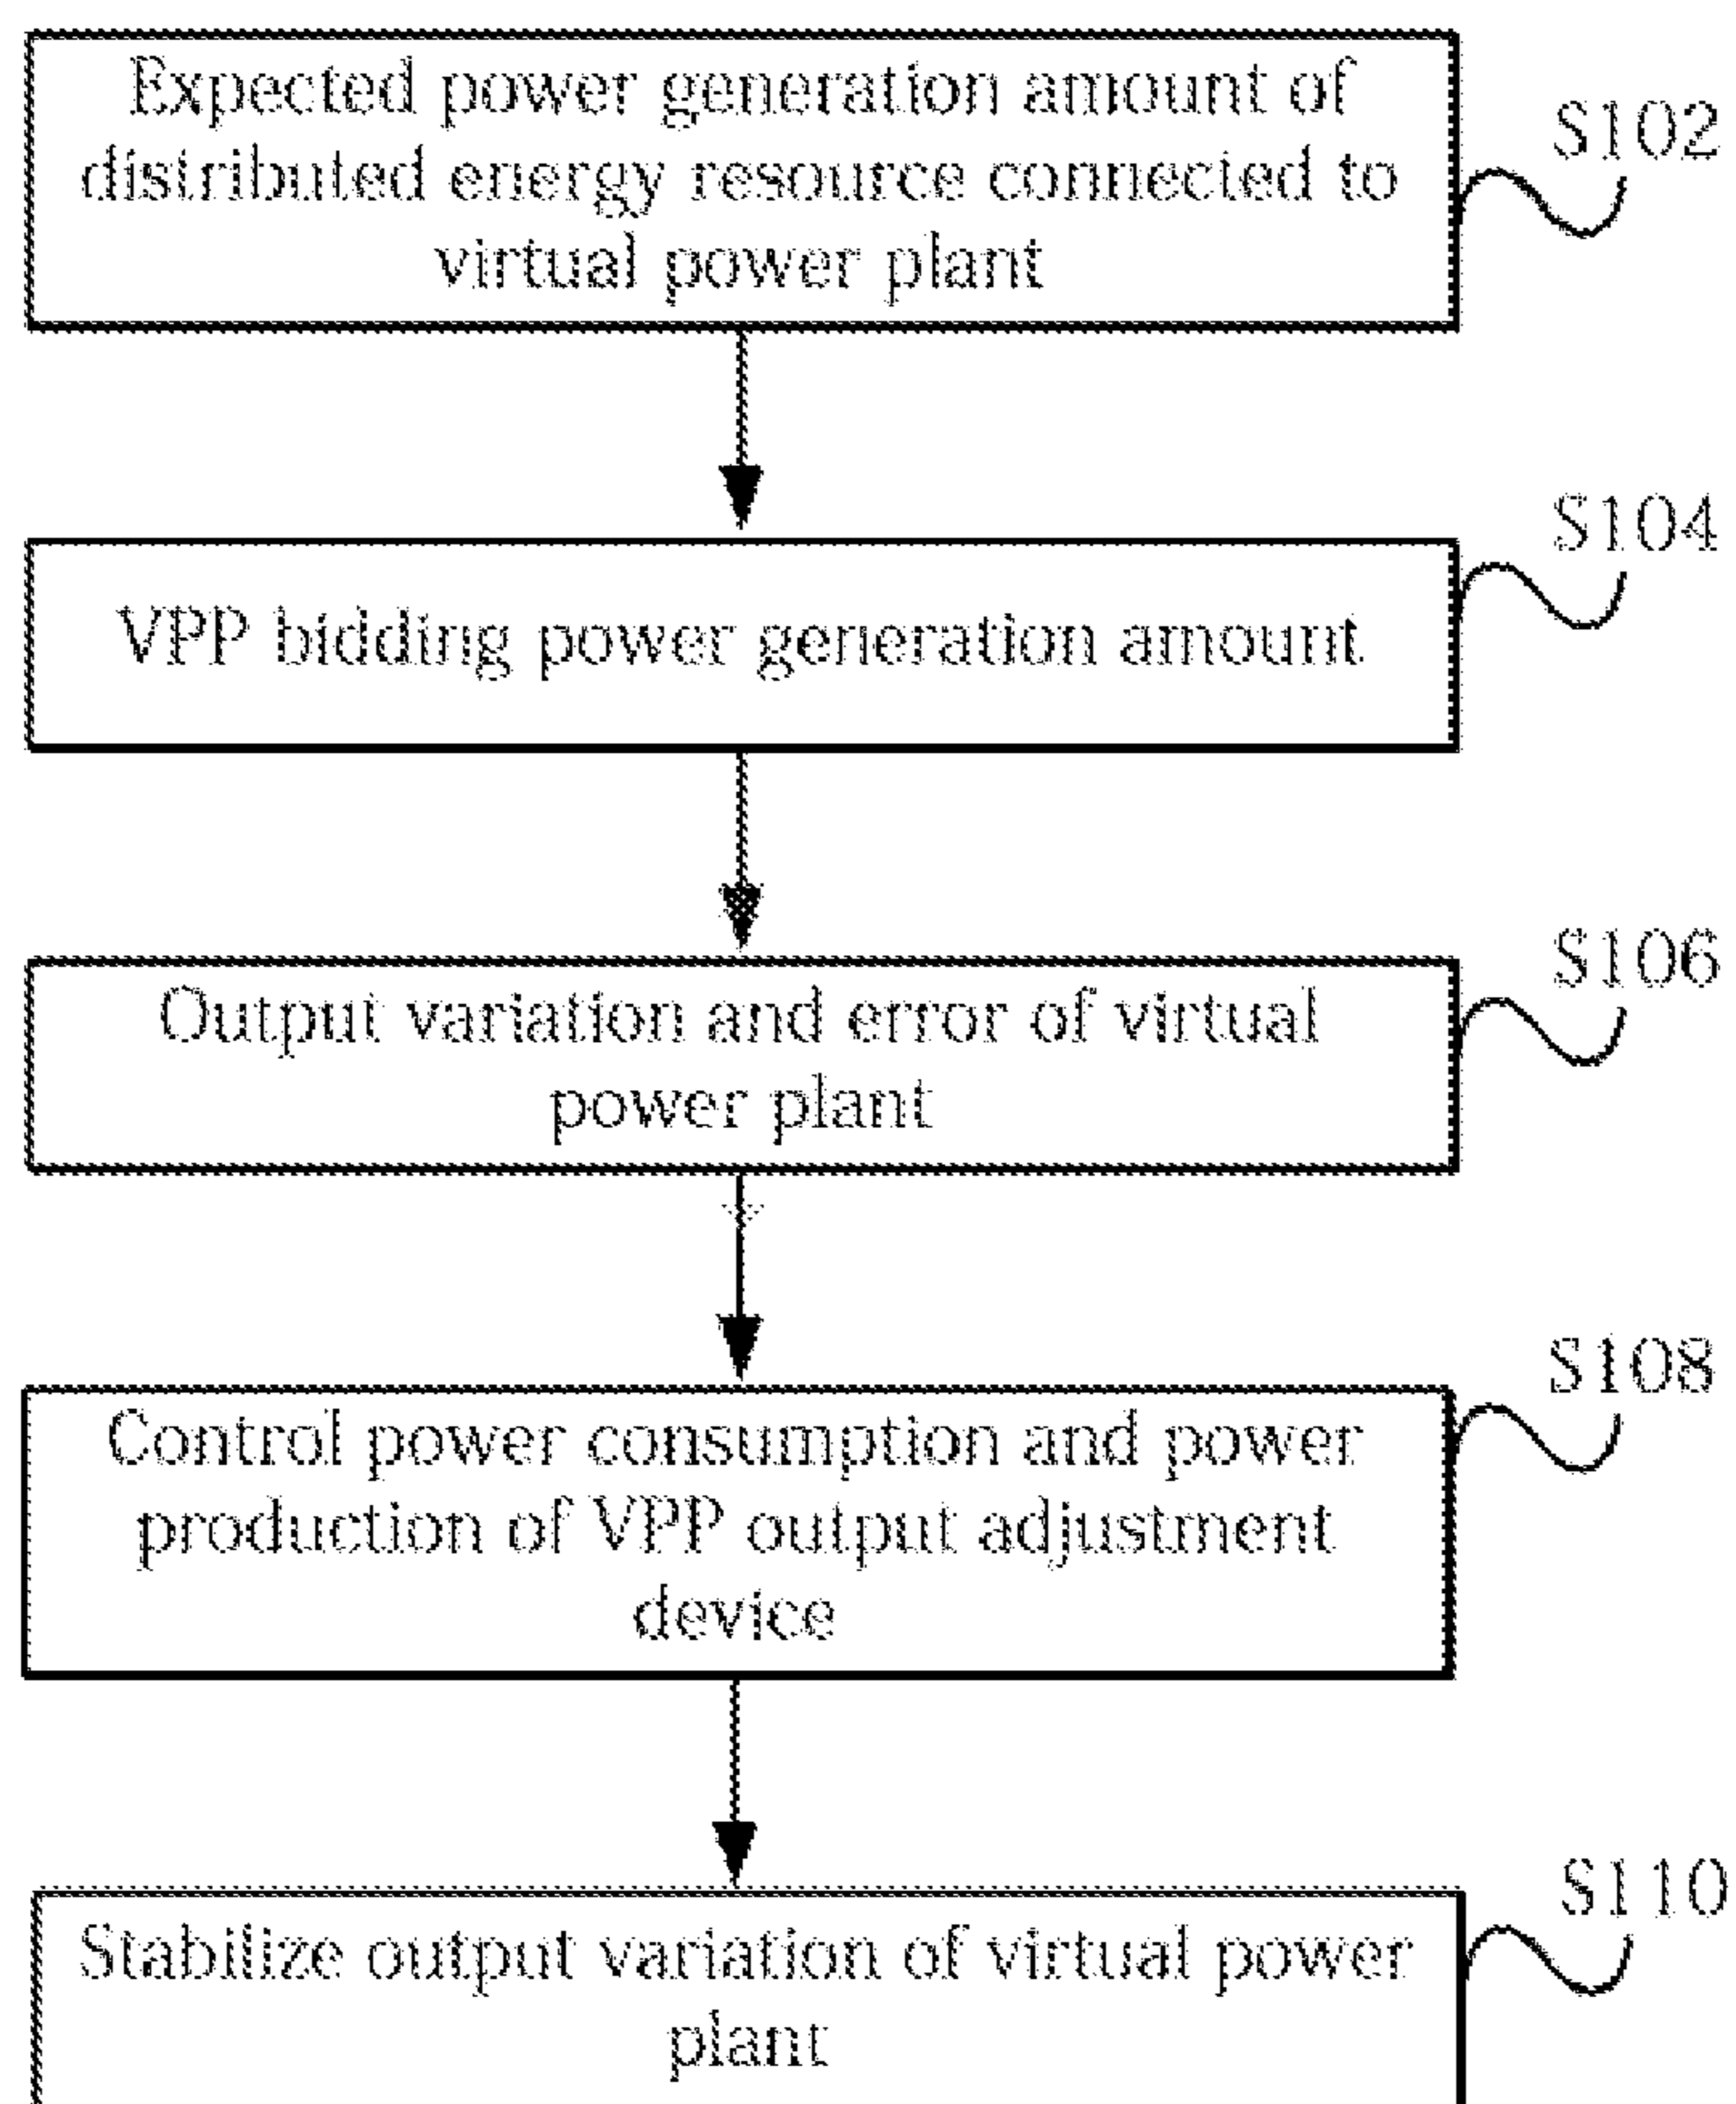 Expected power generation amount of
distributed energy resource connected to
virtual power plant
S102
VPP bidding power generation amount
S104
Output variation and error of virtual
power plant
S106
Control power consumption and power
production of VPP output adjustment
device
S108
Stabilize output variation of virtual power
plant
S110